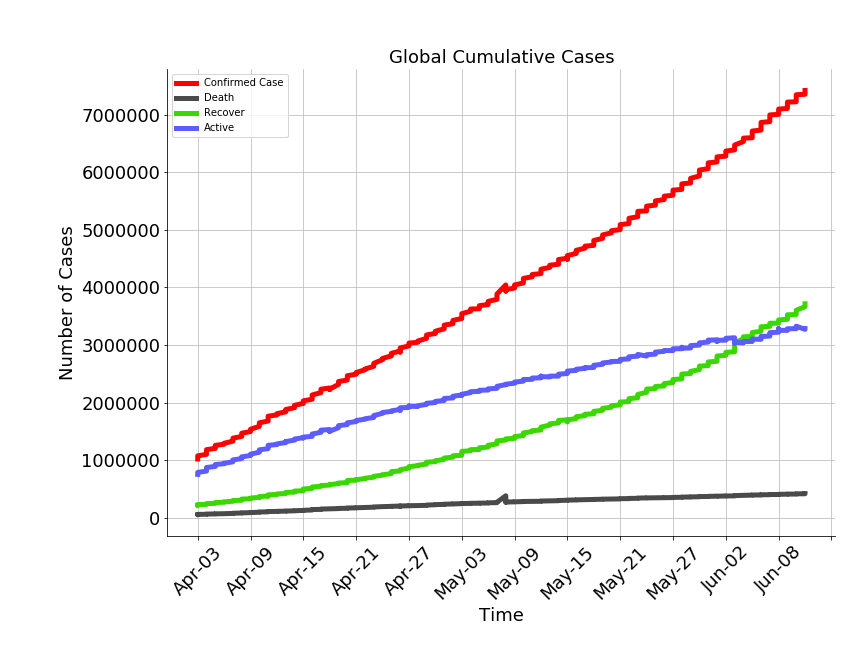 Global Cumulative Cases
Confirmed Case
Death
Recover
Active
7000000
6000000
5000000
4000000
3000000
2000000
1000000
0
Number of Cases
Apr-03
Apr-09
Apr-15
Apr-21
Apr-27
May-03
May-09
May-15
May-21
May-27
Jun-02
Jun-08
Time